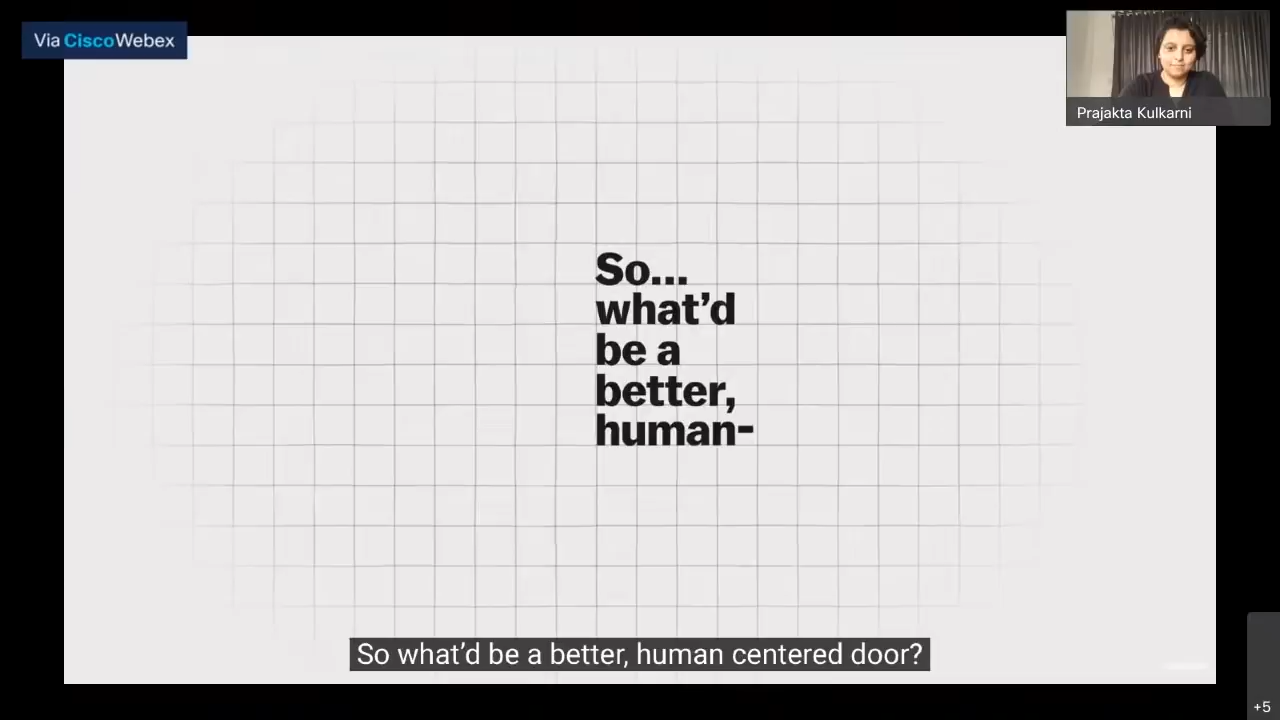 Via CiscoWebex
Prajakta Kulkarni
So...
what’d
be a
better,
human-
So what’d be a better, human centered door?
+5